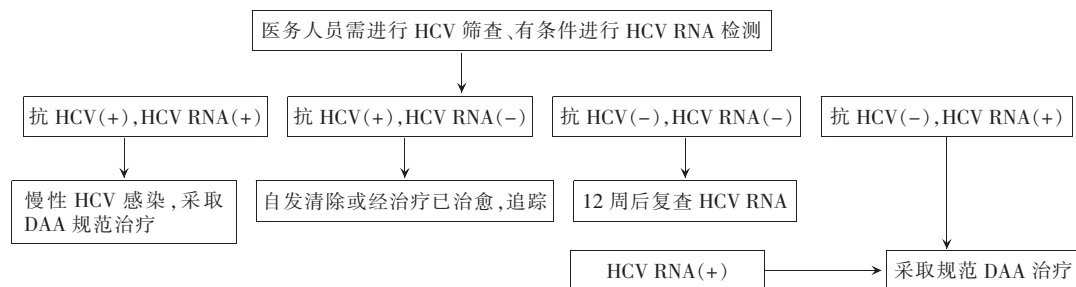 医务人员需进行 HCV 筛查、有条件进行 HCV RNA 检测
抗 HCV(+),HCV RNA(+)
抗 HCV(+),HCV RNA(-)
抗 HCV(-),HCV RNA(-)
抗 HCV(-),HCV RNA(+)
慢性 HCV 感染,采取
DAA 规范治疗
自发清除或经治疗已治愈,追踪
12 周后复查 HCV RNA
HCV RNA(+)
采取规范 DAA 治疗